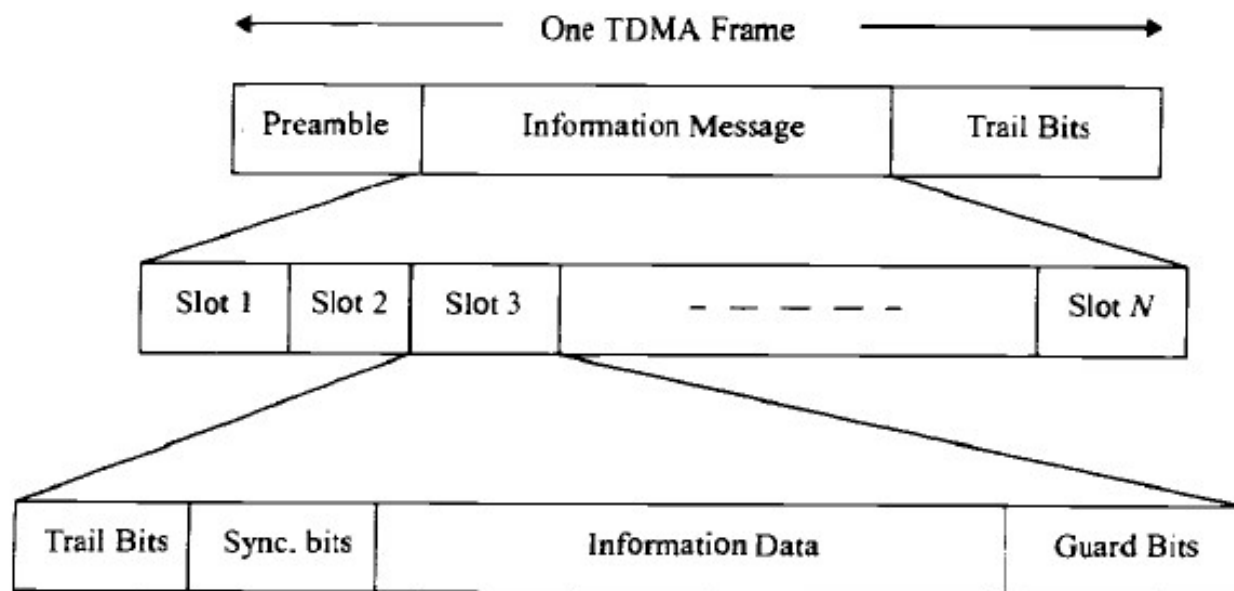 One TDMA Frame
Preamble Information Message Trail Bits
Slot 1 Slot 2 Slot 3 Slot N
Trail Bits Sync. bits Information Data Guard Bits